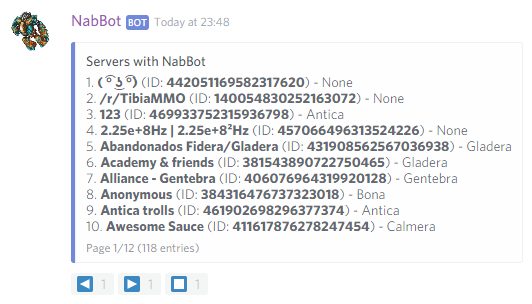 NabBot BOT Today at 23:48
Servers with NabBot
1. ( ͡° ͜ʖ ͡°) (ID: 442051169582317620) - None
2. /r/TibiaMMO (ID: 140054830252163072) - None
3. 123 (ID: 469933752315936798) - Antica
4. 2.25e+8Hz | 2.25e+8²Hz (ID: 457066496313524226) - None
5. Abandonados Fidera/Gladera (ID: 431908562567036938) - Gladera
6. Academy & friends (ID: 381543890722750465) - Gladera
7. Alliance - Gentebra (ID: 406076964319920128) - Gentebra
8. Anonymous (ID: 384316476737323018) - Bona
9. Antica trolls (ID: 461902698296377374) - Antica
10. Awesome Sauce (ID: 411617876278247454) - Calmera
Page 1/12 (118 entries)
1 1 1